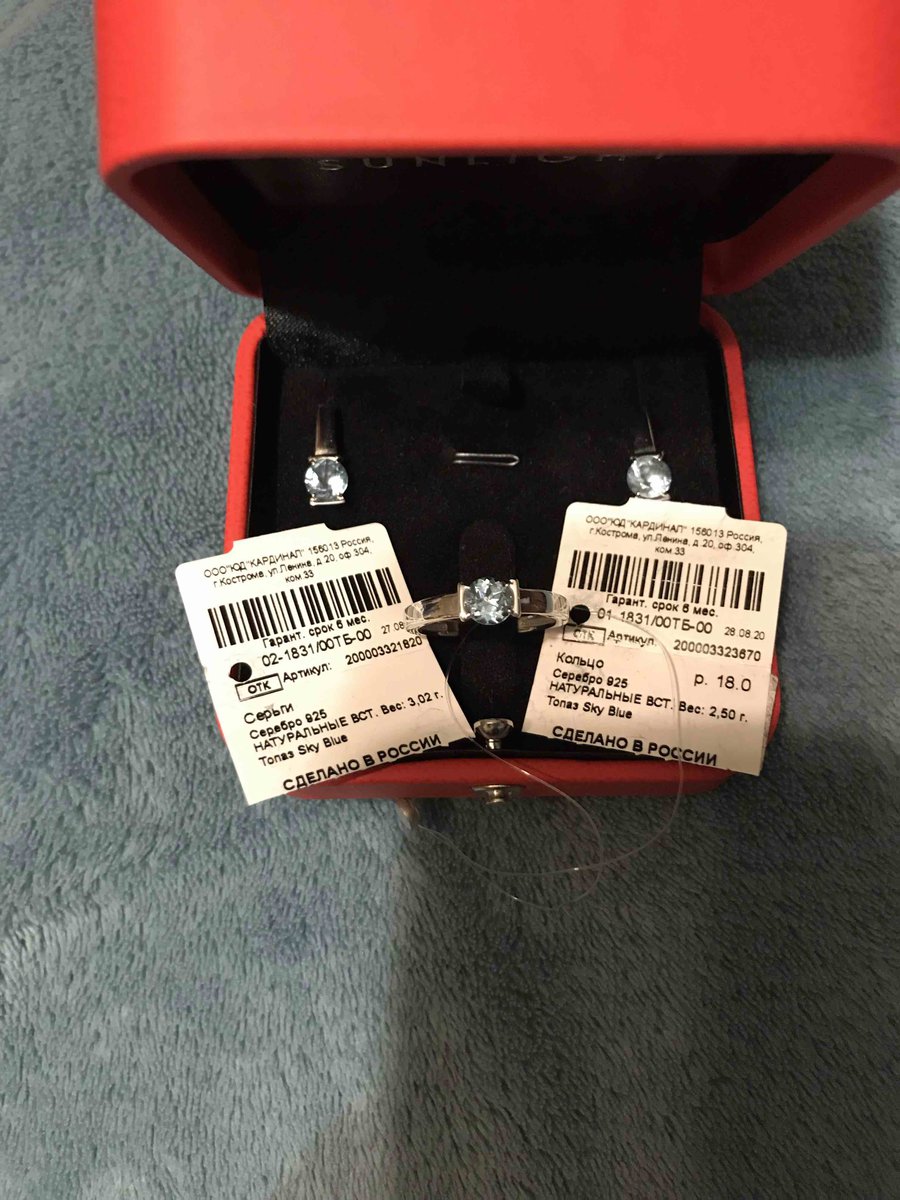 SUNLIGHT
ООО"ЮД"КАРДИНАЛ" 156013 Россия,
г.Кострома, ул.Ленина, д.20, оф.304,
ком.33
Гарант. срок 6 мес.
02-1831/00ТБ-00
ОТК Артикул: 200003321820
Серьги
Серебро 925
НАТУРАЛЬНЫЕ ВСТ. Вес: 3,02 г.
Топаз Sky Blue
СДЕЛАНО В РОССИИ
ООО"ЮД"КАРДИНАЛ" 156013 Россия,
г.Кострома, ул.Ленина, д.20, оф.304,
ком.33
Гарант. срок 6 мес.
01-1831/00ТБ-00 28.08.20
ОТК Артикул: 200003323670
Кольцо р. 18.0
Серебро 925
НАТУРАЛЬНЫЕ ВСТ. Вес: 2,50 г.
Топаз Sky Blue
СДЕЛАНО В РОССИИ